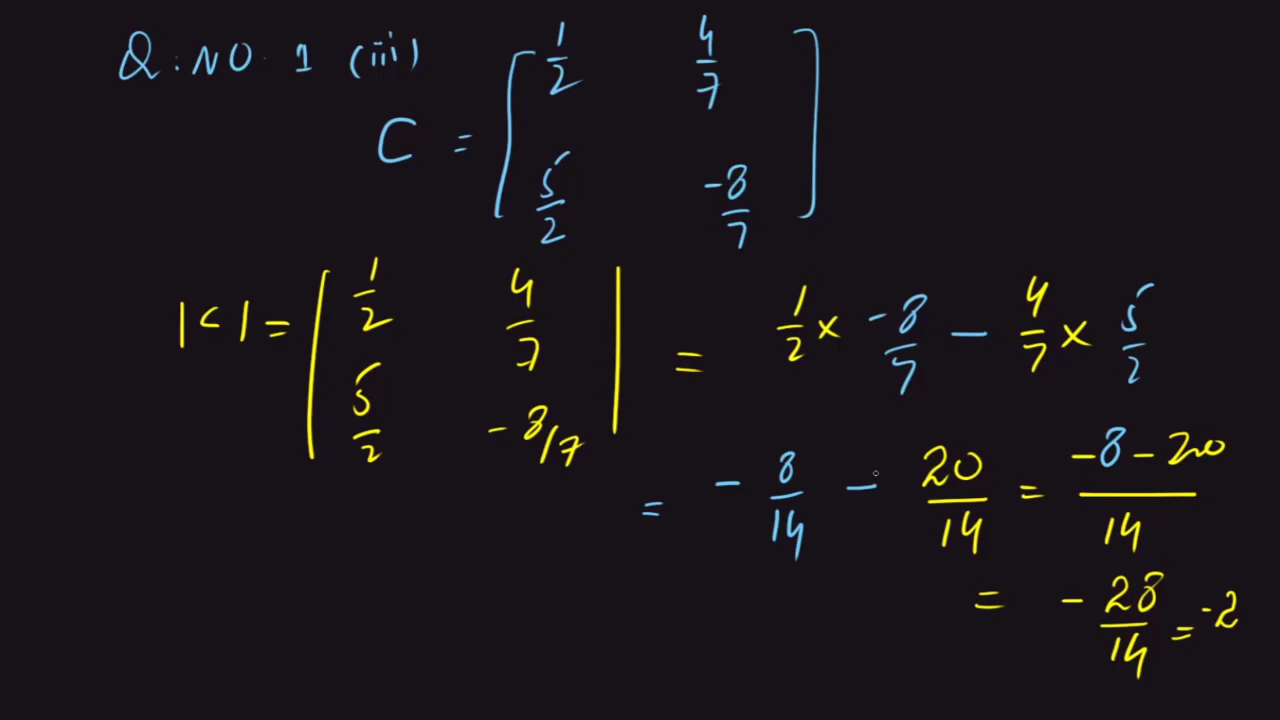 Q:NO. 1 (iii)
C = [ 1/2 4/7
5/2 -8/7 ]
|C| = | 1/2 4/7
5/2 -8/7 | = 1/2 × -8/7 - 4/7 × 5/2
= - 8/14 - 20/14 = -8-20/14
= - 28/14 = -2